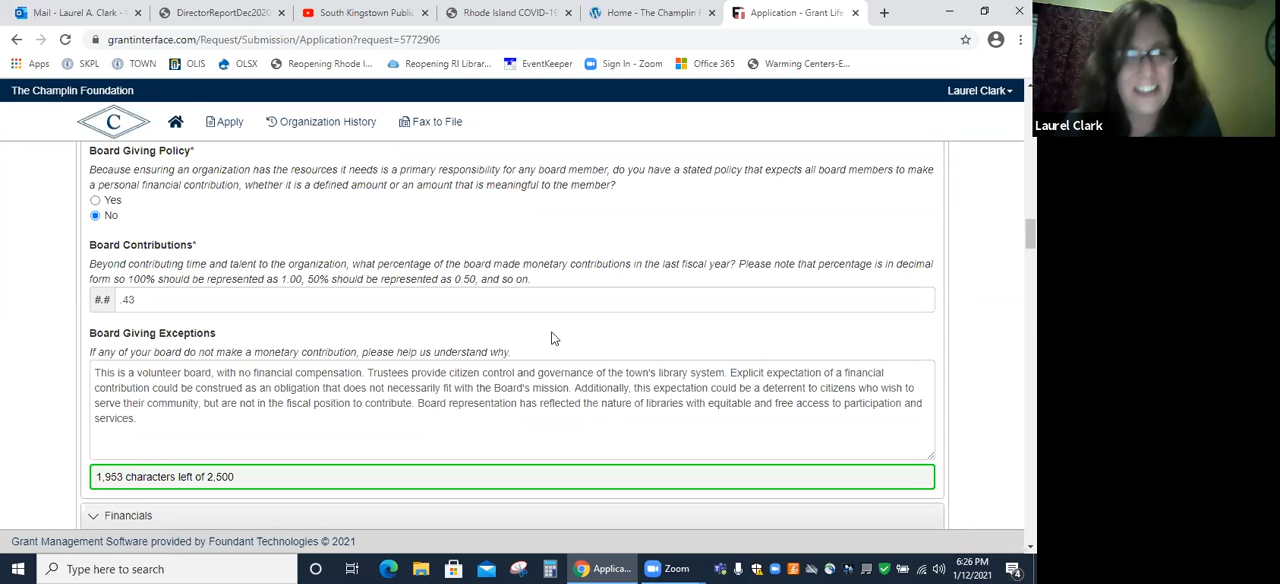 Mail - Laurel A. Clark -
DirectorReportDec2020
South Kingstown Public
Rhode Island COVID-19
Home - The Champlin F
Application - Grant Life
grantinterface.com/Request/Submission/Application?request=5772906
Apps
SKPL
TOWN
OLIS
OLSX
Reopening Rhode I...
Reopening RI Librar...
EventKeeper
Sign In - Zoom
Office 365
Warming Centers-E...
The Champlin Foundation
Laurel Clark
C
Apply
Organization History
Fax to File
Board Giving Policy*
Because ensuring an organization has the resources it needs is a primary responsibility for any board member, do you have a stated policy that expects all board members to make
a personal financial contribution, whether it is a defined amount or an amount that is meaningful to the member?
Yes
No
Board Contributions*
Beyond contributing time and talent to the organization, what percentage of the board made monetary contributions in the last fiscal year? Please note that percentage is in decimal
form so 100% should be represented as 1.00, 50% should be represented as 0.50, and so on.
#.# .43
Board Giving Exceptions
If any of your board do not make a monetary contribution, please help us understand why.
This is a volunteer board, with no financial compensation. Trustees provide citizen control and governance of the town's library system. Explicit expectation of a financial
contribution could be construed as an obligation that does not necessarily fit with the Board's mission. Additionally, this expectation could be a deterrent to citizens who wish to
serve their community, but are not in the fiscal position to contribute. Board representation has reflected the nature of libraries with equitable and free access to participation and
services.
1,953 characters left of 2,500
Financials
Grant Management Software provided by Foundant Technologies © 2021
Type here to search
Applica...
Zoom
6:26 PM
1/12/2021
4
Laurel Clark